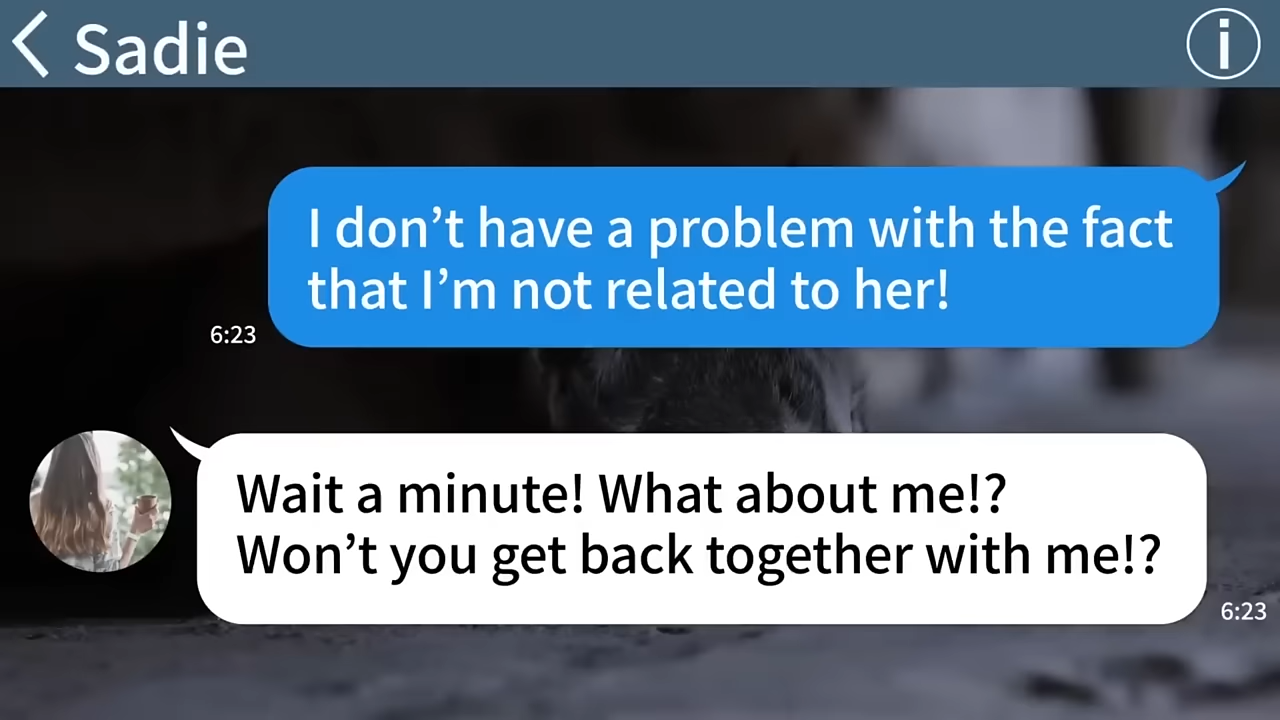 Sadie
I don’t have a problem with the fact
that I’m not related to her!
6:23
Wait a minute! What about me!?
Won’t you get back together with me!?
6:23